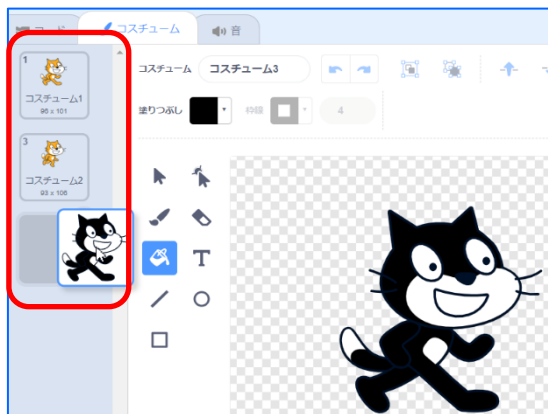 コード
コスチューム
音
1
コスチューム1
96 x 101
3
コスチューム2
93 x 106
コスチューム コスチューム3
塗りつぶし 枠線 4
T